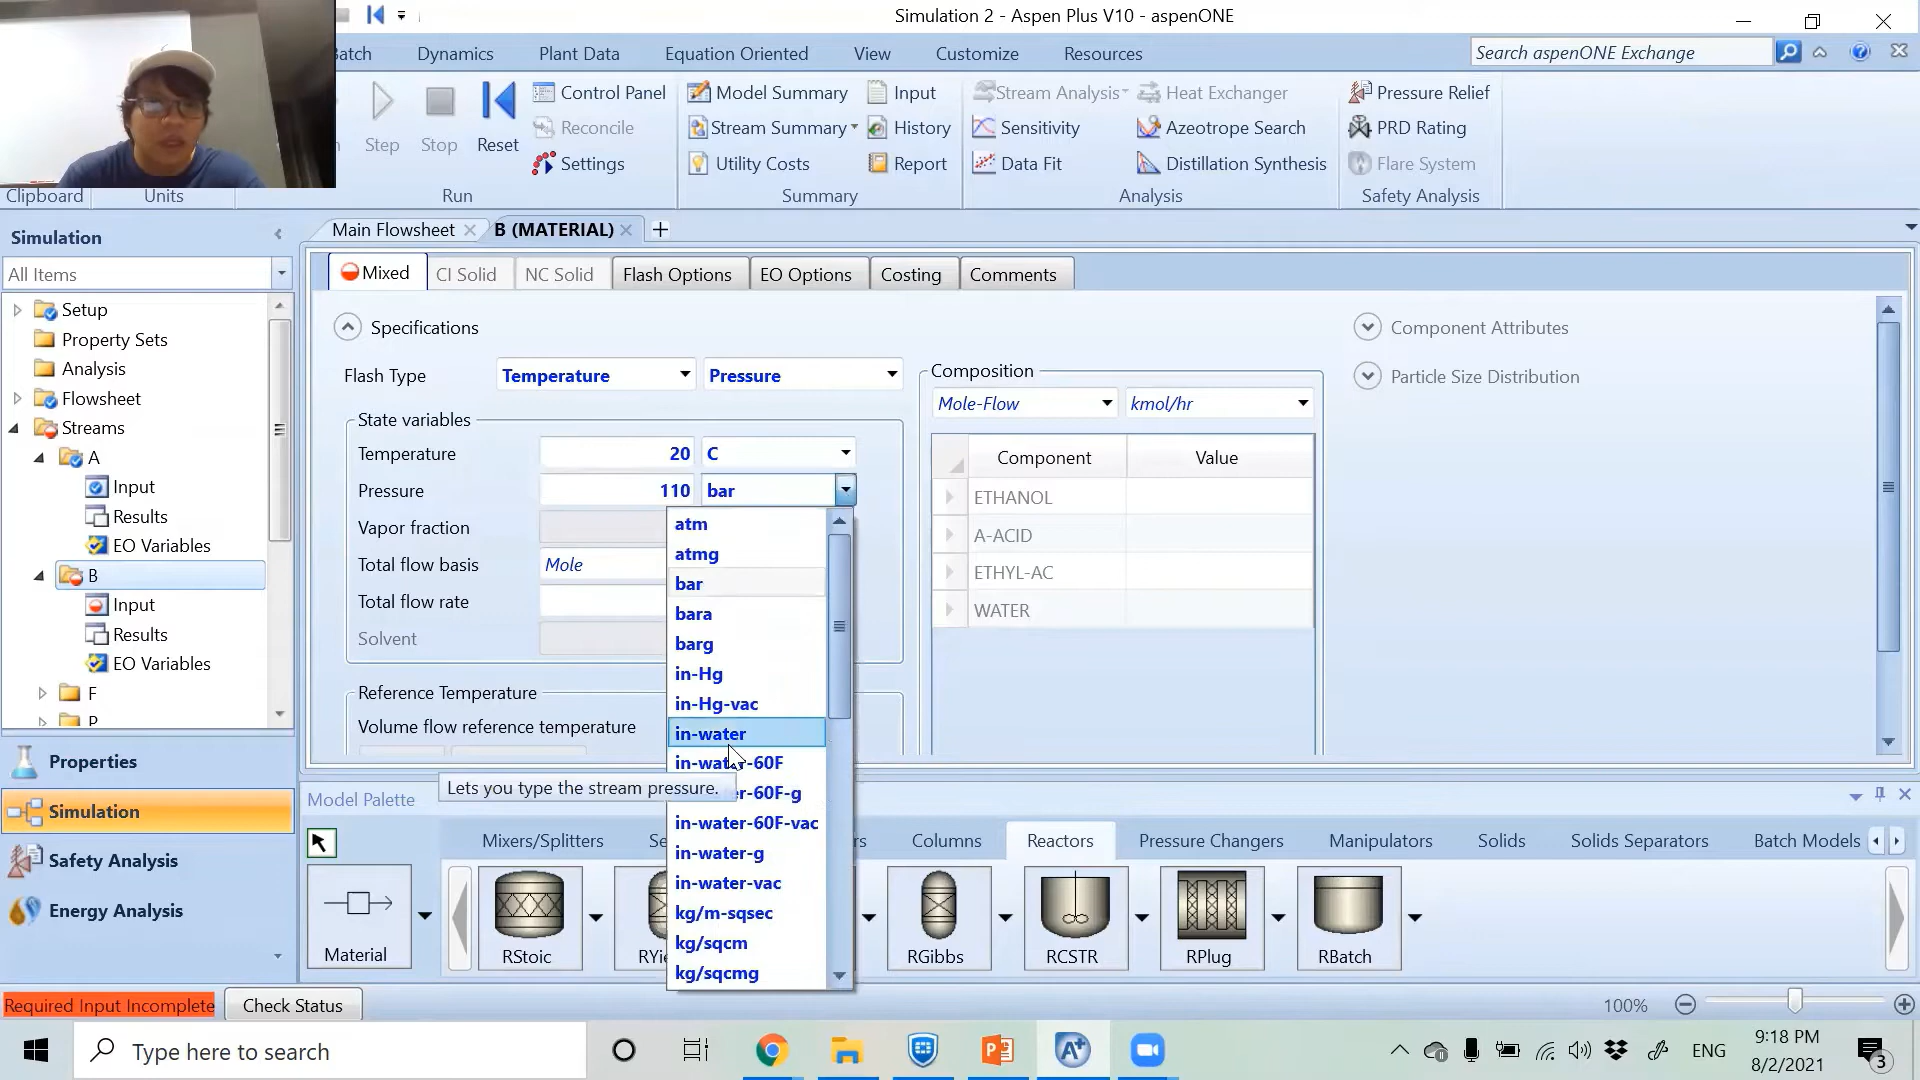 Simulation 2 - Aspen Plus V10 - aspenONE
Batch Dynamics Plant Data Equation Oriented View Customize Resources Search aspenONE Exchange
Step Stop Reset
Control Panel
Reconcile
Settings
Model Summary
Stream Summary
Utility Costs
Input
History
Report
Stream Analysis
Sensitivity
Data Fit
Heat Exchanger
Azeotrope Search
Distillation Synthesis
Pressure Relief
PRD Rating
Flare System
Clipboard Units Run Summary Analysis Safety Analysis
Simulation
All Items
Setup
Property Sets
Analysis
Flowsheet
Streams
A
Input
Results
EO Variables
B
Input
Results
EO Variables
F
P
Properties
Simulation
Safety Analysis
Energy Analysis
Main Flowsheet B (MATERIAL) +
Mixed CI Solid NC Solid Flash Options EO Options Costing Comments
Specifications
Flash Type Temperature Pressure
State variables
Temperature 20 C
Pressure 110 bar
Vapor fraction
Total flow basis Mole
Total flow rate
Solvent
Reference Temperature
Volume flow reference temperature
atm
atmg
bar
bara
barg
in-Hg
in-Hg-vac
in-water
in-water-60F
r-60F-g
in-water-60F-vac
in-water-g
in-water-vac
kg/m-sqsec
kg/sqcm
kg/sqcmg
Lets you type the stream pressure.
Composition
Mole-Flow kmol/hr
Component Value
ETHANOL
A-ACID
ETHYL-AC
WATER
Component Attributes
Particle Size Distribution
Model Palette
Mixers/Splitters Se rs Columns Reactors Pressure Changers Manipulators Solids Solids Separators Batch Models
Material RStoic RYie RGibbs RCSTR RPlug RBatch
Required Input Incomplete Check Status 100%
Type here to search ENG 9:18 PM
8/2/2021
3